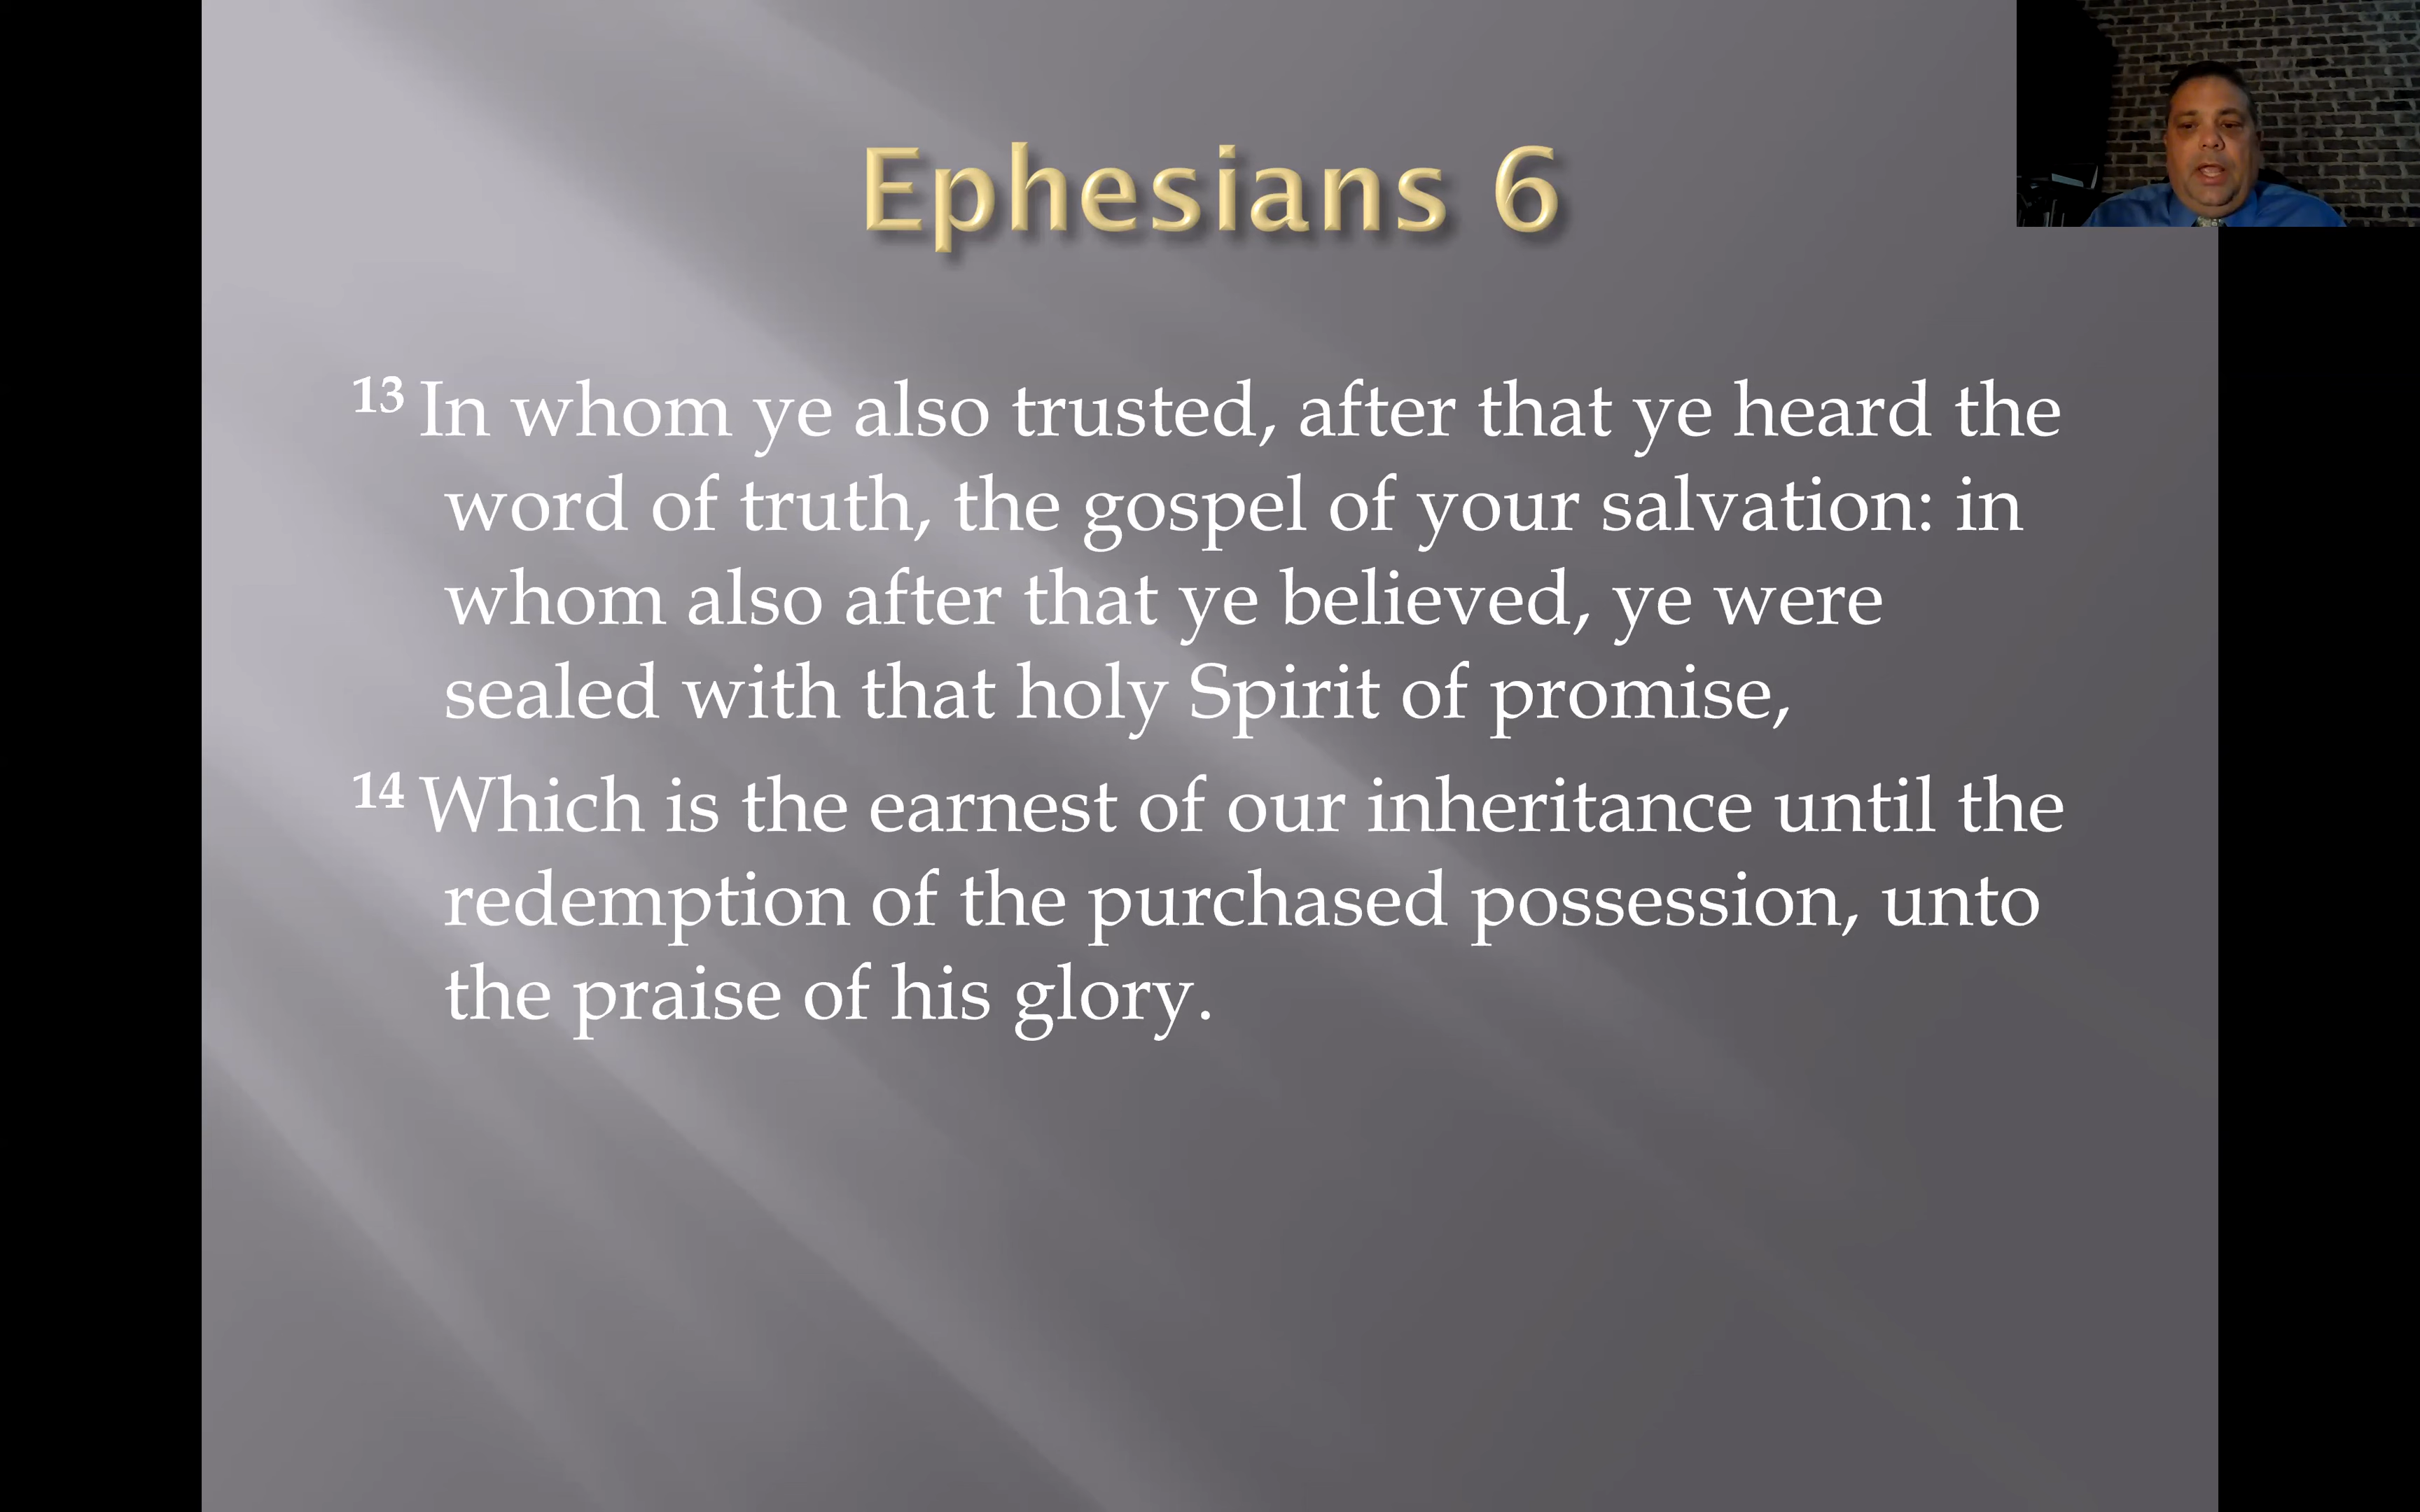 Ephesians 6
13 In whom ye also trusted, after that ye heard the
word of truth, the gospel of your salvation: in
whom also after that ye believed, ye were
sealed with that holy Spirit of promise,
14 Which is the earnest of our inheritance until the
redemption of the purchased possession, unto
the praise of his glory.